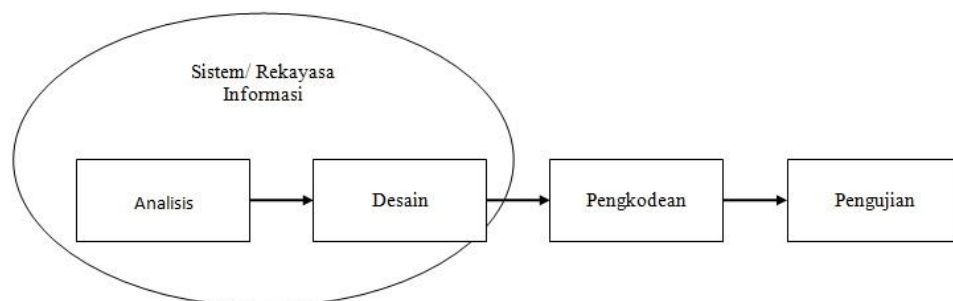 Sistem/ Rekayasa
Informasi
Analisis
Desain
Pengkodean
Pengujian